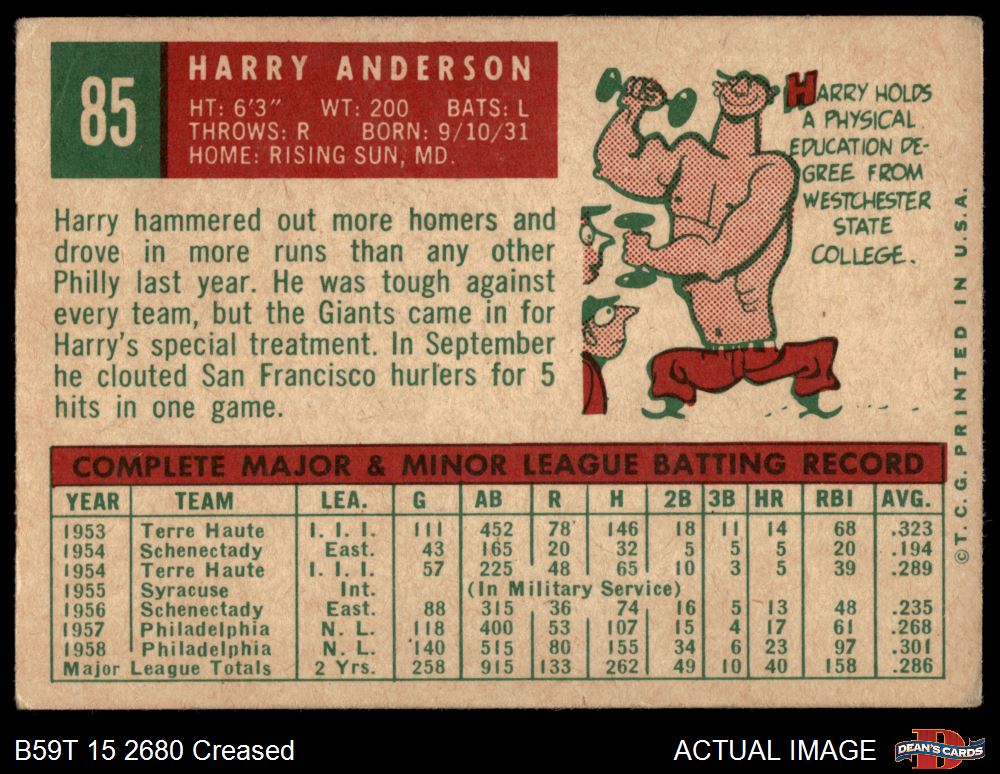 85
HARRY ANDERSON
HT: 6'3" WT: 200 BATS: L
THROWS: R BORN: 9/10/31
HOME: RISING SUN, MD.
Harry hammered out more homers and
drove in more runs than any other
Philly last year. He was tough against
every team, but the Giants came in for
Harry's special treatment. In September
he clouted San Francisco hurlers for 5
hits in one game.
HARRY HOLDS
A PHYSICAL
EDUCATION DE-
GREE FROM
WESTCHESTER
STATE
COLLEGE.
©T. C. G. PRINTED IN U.S.A.
COMPLETE MAJOR & MINOR LEAGUE BATTING RECORD
YEAR TEAM LEA. G AB R H 2B 3B HR RBI AVG.
1953 Terre Haute I. I. I. 111 452 78 146 18 11 14 68 .323
1954 Schenectady East. 43 165 20 32 5 5 5 20 .194
1954 Terre Haute I. I. I. 57 225 48 65 10 3 5 39 .289
1955 Syracuse Int. (In Military Service)
1956 Schenectady East. 88 315 36 74 16 5 13 48 .235
1957 Philadelphia N. L. 118 400 53 107 15 4 17 61 .268
1958 Philadelphia N. L. 140 515 80 155 34 6 23 97 .301
Major League Totals 2 Yrs. 258 915 133 262 49 10 40 158 .286
B59T 15 2680 Creased
ACTUAL IMAGE
D
DEAN'S CARDS